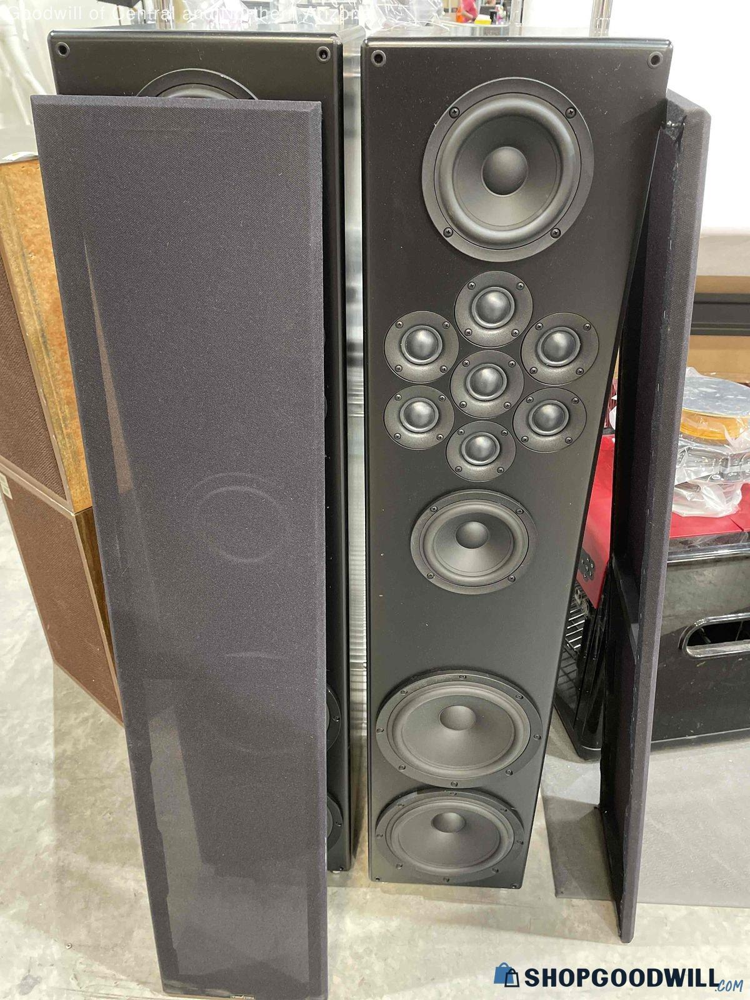 Goodwill of Central and Northern Arizona
SHOPGOODWILL.COM